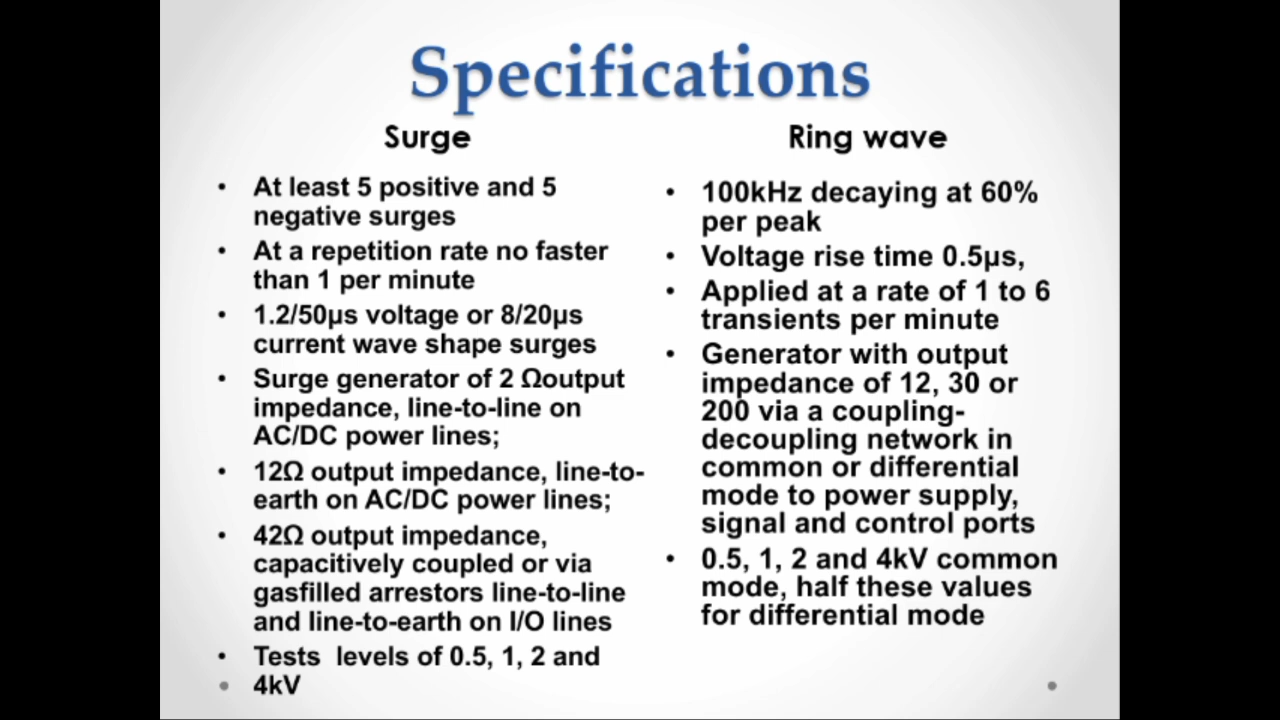 Specifications
Surge
• At least 5 positive and 5
negative surges
• At a repetition rate no faster
than 1 per minute
• 1.2/50µs voltage or 8/20µs
current wave shape surges
• Surge generator of 2 Ωoutput
impedance, line-to-line on
AC/DC power lines;
• 12Ω output impedance, line-to-
earth on AC/DC power lines;
• 42Ω output impedance,
capacitively coupled or via
gasfilled arrestors line-to-line
and line-to-earth on I/O lines
• Tests levels of 0.5, 1, 2 and
4kV
Ring wave
• 100kHz decaying at 60%
per peak
• Voltage rise time 0.5µs,
• Applied at a rate of 1 to 6
transients per minute
• Generator with output
impedance of 12, 30 or
200 via a coupling-
decoupling network in
common or differential
mode to power supply,
signal and control ports
• 0.5, 1, 2 and 4kV common
mode, half these values
for differential mode